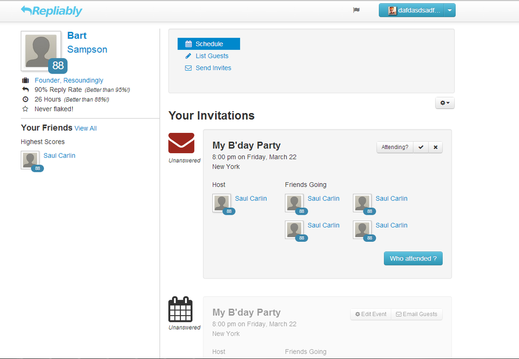 Repliably
dafdasdsadf...
Bart
Sampson
88
Founder, Resoundingly
90% Reply Rate (Better than 95%!)
26 Hours (Better than 88%!)
Never flaked!
Your Friends View All
Highest Scores
Saul Carlin
88
Schedule
List Guests
Send invites
Your Invitations
Unanswered
My B'day Party
8:00 pm on Friday, March 22
New York
Attending?
Host
Saul Carlin
88
Friends Going
Saul Carlin
88
Saul Carlin
88
Saul Carlin
88
Saul Carlin
88
Who attended ?
Unanswered
My B'day Party
8:00 pm on Friday, March 22
New York
Edit Event
Email Guests
Host
Friends Going